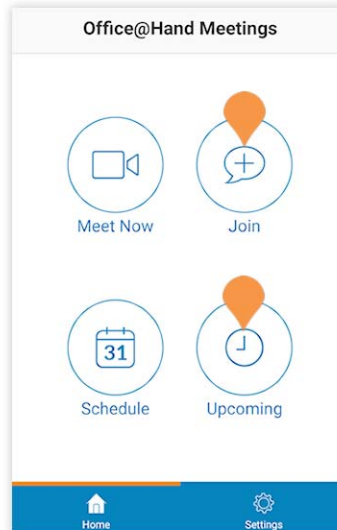 Office@Hand Meetings
Meet Now
Join
31
Schedule
Upcoming
Home
Settings